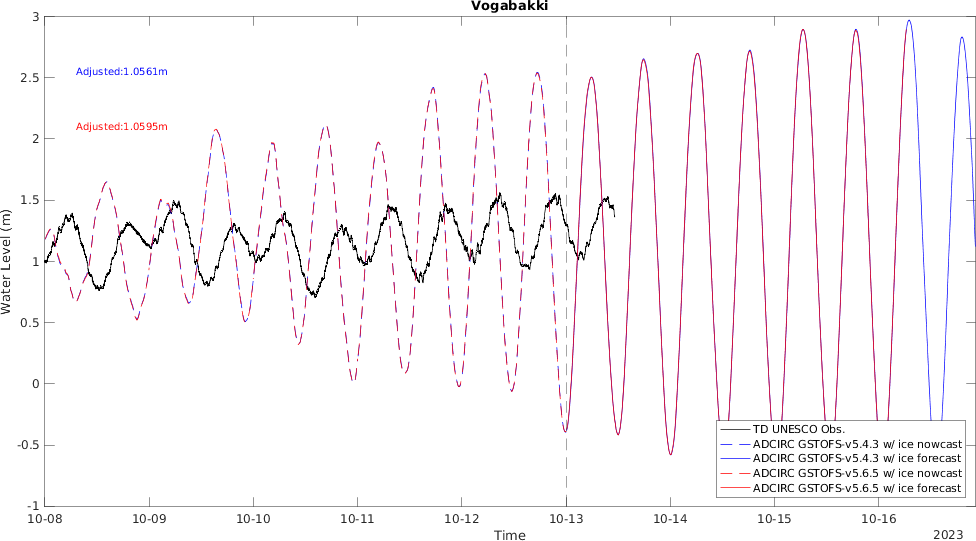 Vogabakki
3
2.5
2
1.5
1
0.5
0
-0.5
-1
Water Level (m)
Adjusted:1.0561m
Adjusted:1.0595m
TD UNESCO Obs.
ADCIRC GSTOFS-v5.4.3 w/ ice nowcast
ADCIRC GSTOFS-v5.4.3 w/ ice forecast
ADCIRC GSTOFS-v5.6.5 w/ ice nowcast
ADCIRC GSTOFS-v5.6.5 w/ ice forecast
10-08 10-09 10-10 10-11 10-12 10-13 10-14 10-15 10-16
Time
2023